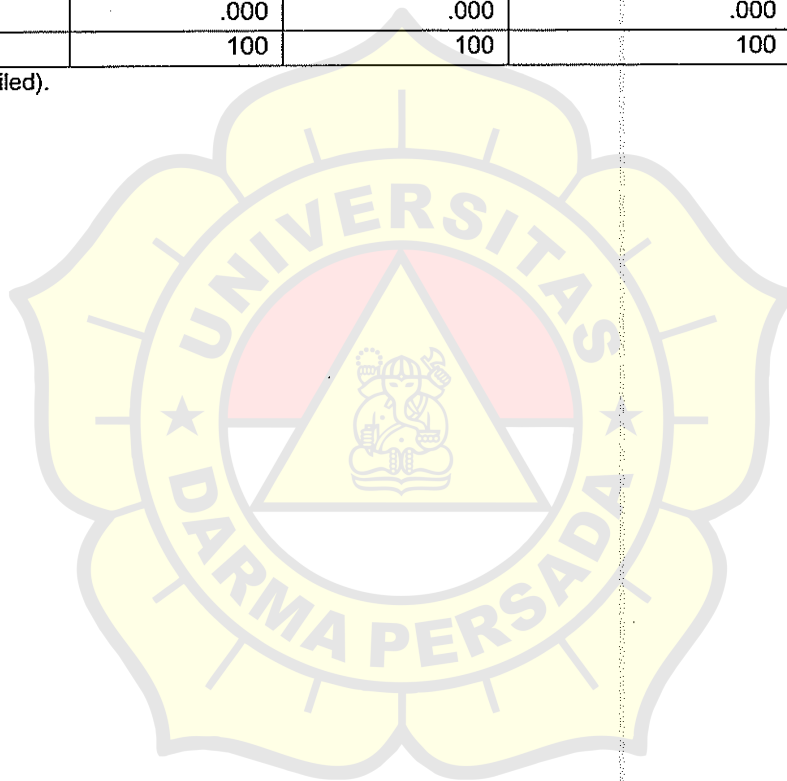 .000 .000 .000
100 100 100
iled).
UNIVERSITAS
DARMA PERSADA